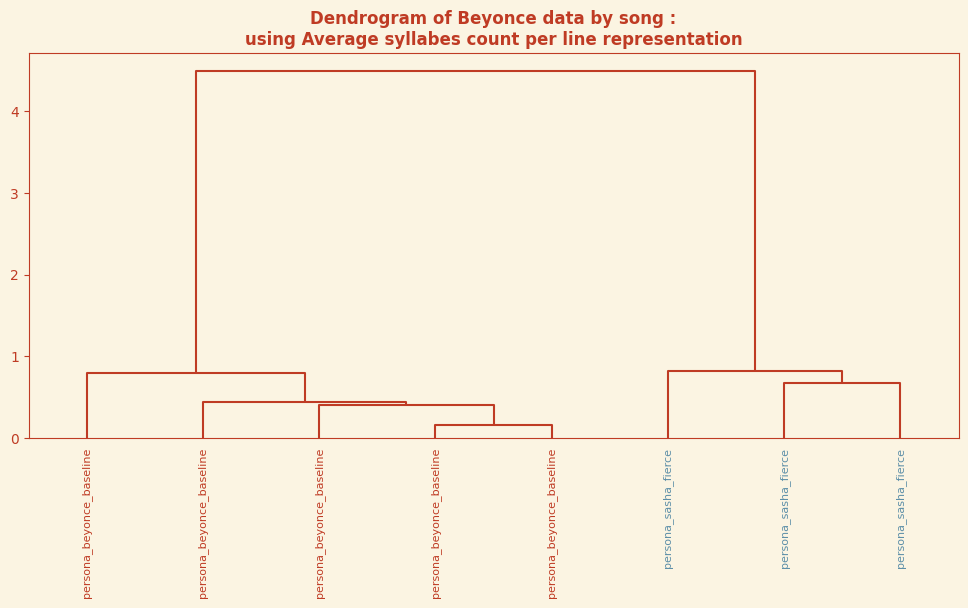 Dendrogram of Beyonce data by song :
using Average syllabes count per line representation
4
3
2
1
0
persona_beyonce_baseline
persona_beyonce_baseline
persona_beyonce_baseline
persona_beyonce_baseline
persona_beyonce_baseline
persona_sasha_fierce
persona_sasha_fierce
persona_sasha_fierce